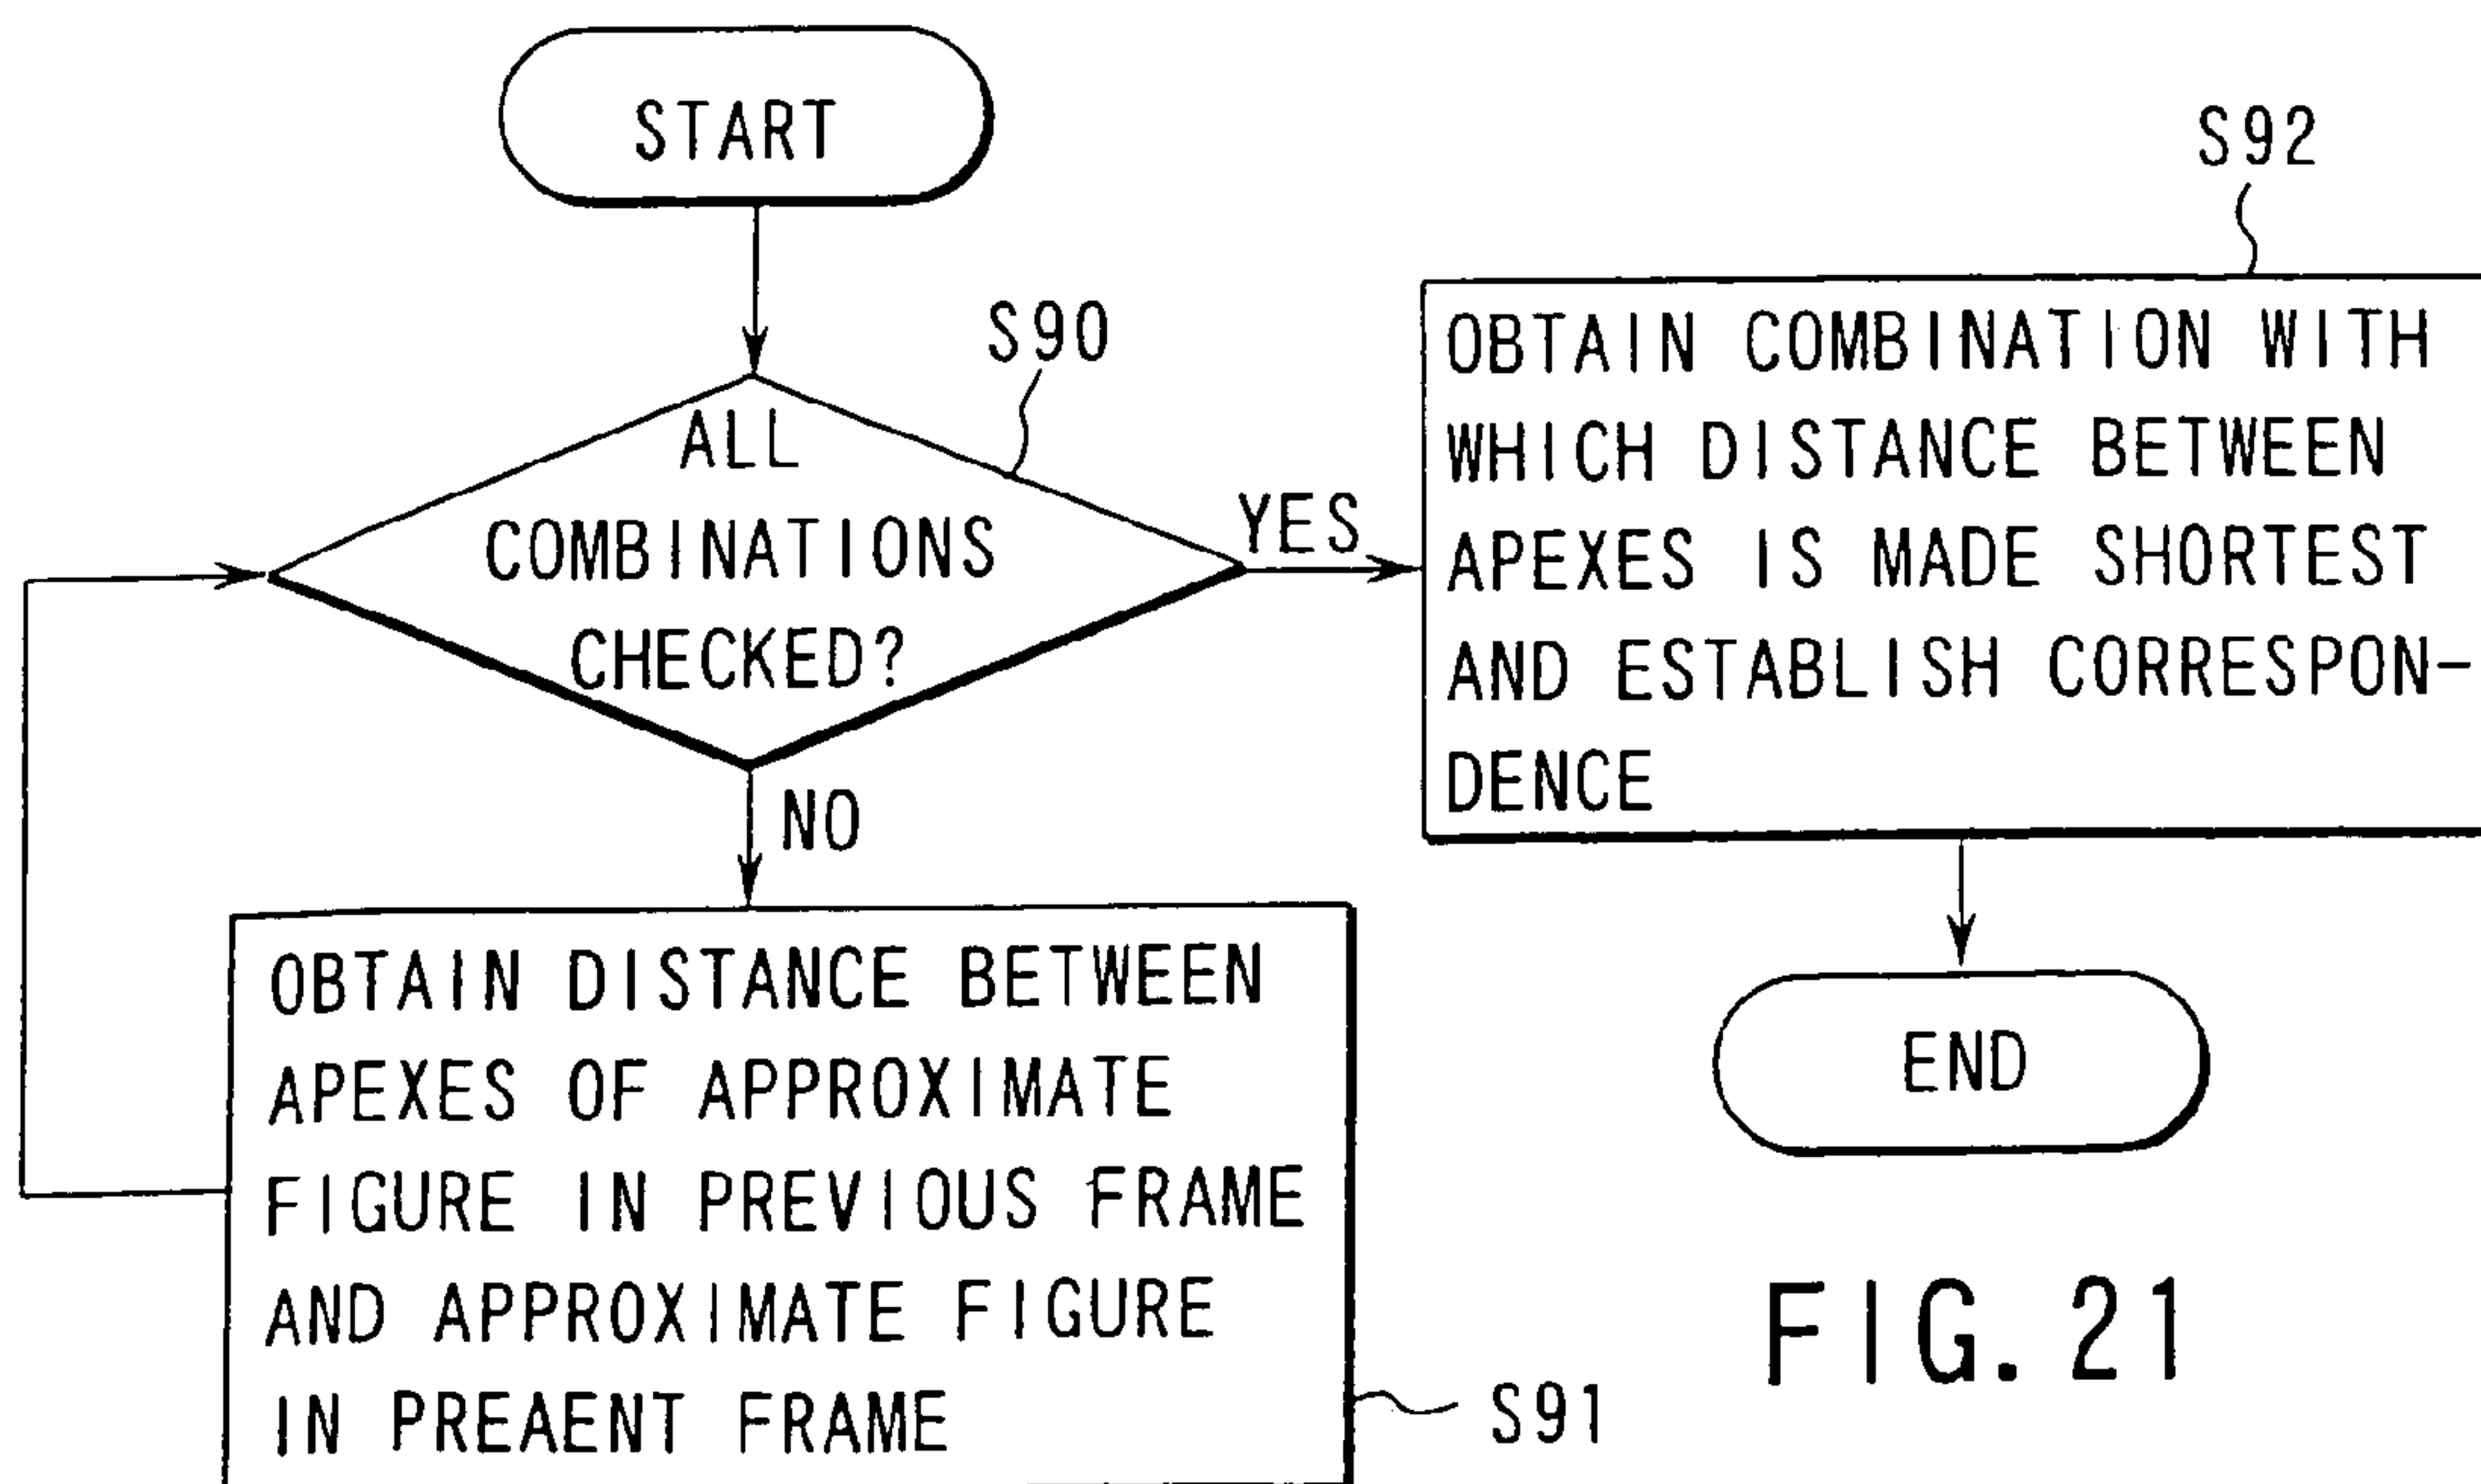 START
S90
ALL
COMBINATIONS
CHECKED?
YES
NO
S92
OBTAIN COMBINATION WITH
WHICH DISTANCE BETWEEN
APEXES IS MADE SHORTEST
AND ESTABLISH CORRESPON-
DENCE
OBTAIN DISTANCE BETWEEN
APEXES OF APPROXIMATE
FIGURE IN PREVIOUS FRAME
AND APPROXIMATE FIGURE
IN PREAENT FRAME
S91
END
FIG. 21